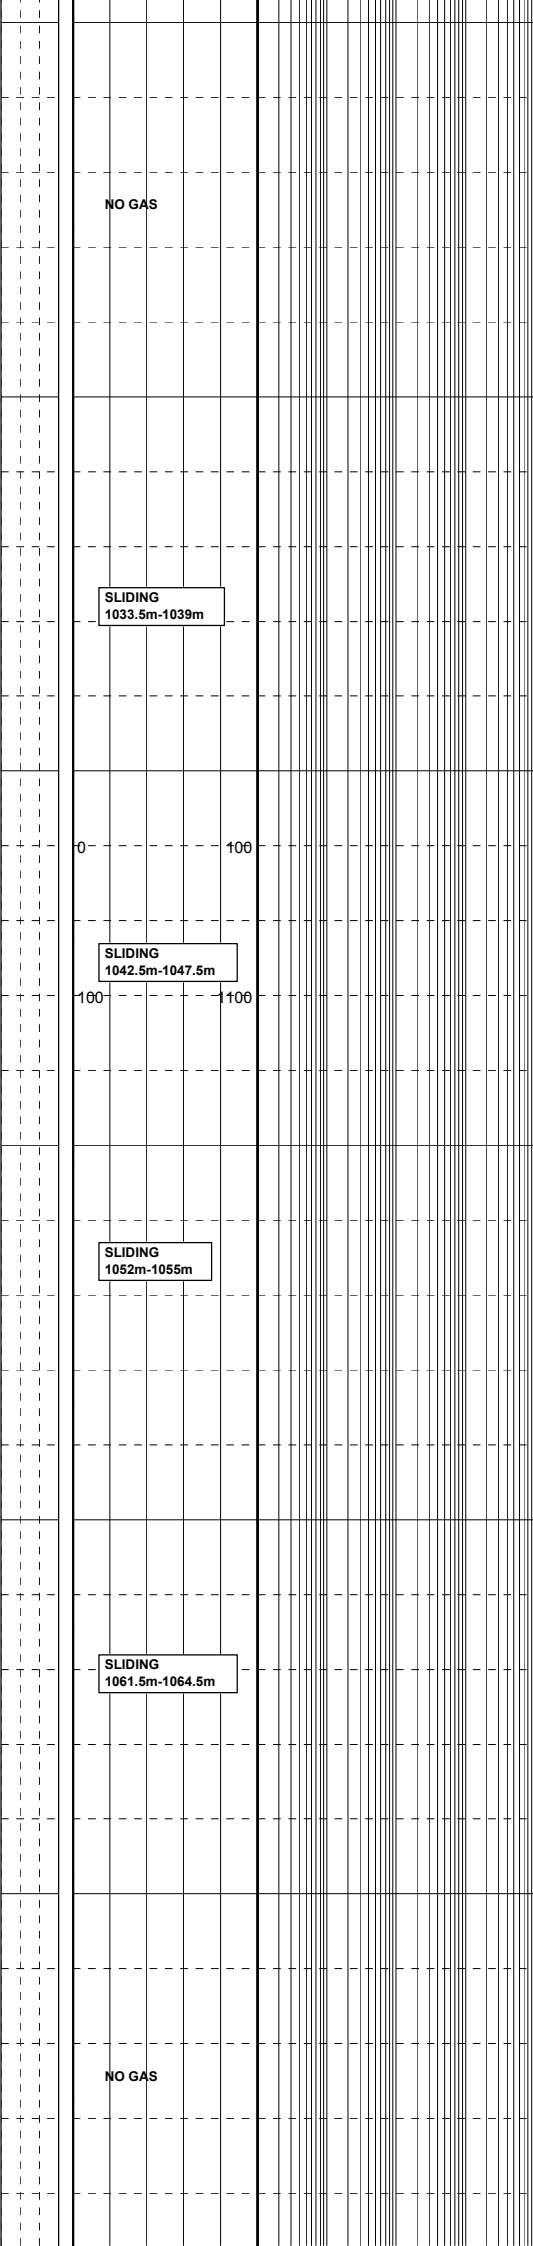 NO GAS
SLIDING
1033.5m-1039m
0 100
SLIDING
1042.5m-1047.5m
100 1100
SLIDING
1052m-1055m
SLIDING
1061.5m-1064.5m
NO GAS